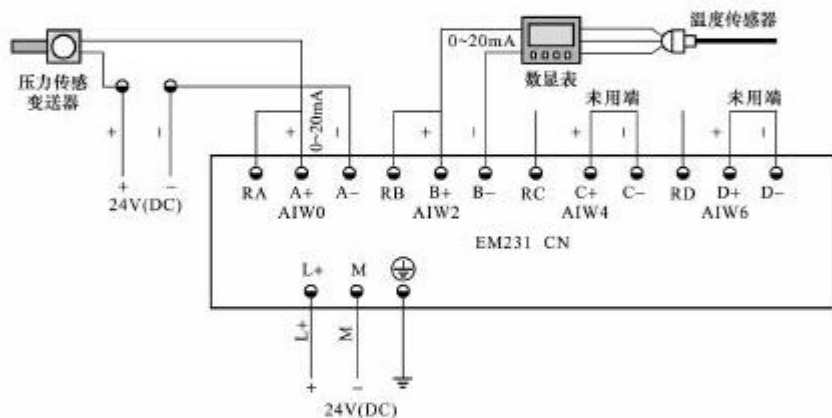 温度传感器
0~20mA
数显表
压力传感
变送器
未用端
未用端
+
−
0~20mA
+
−
+
−
+
−
+
−
+
−
24V(DC)
RA
A+
A−
RB
B+
B−
RC
C+
C−
RD
D+
D−
AIW0
AIW2
AIW4
AIW6
EM231 CN
L+
M
L+
M
+
−
24V(DC)